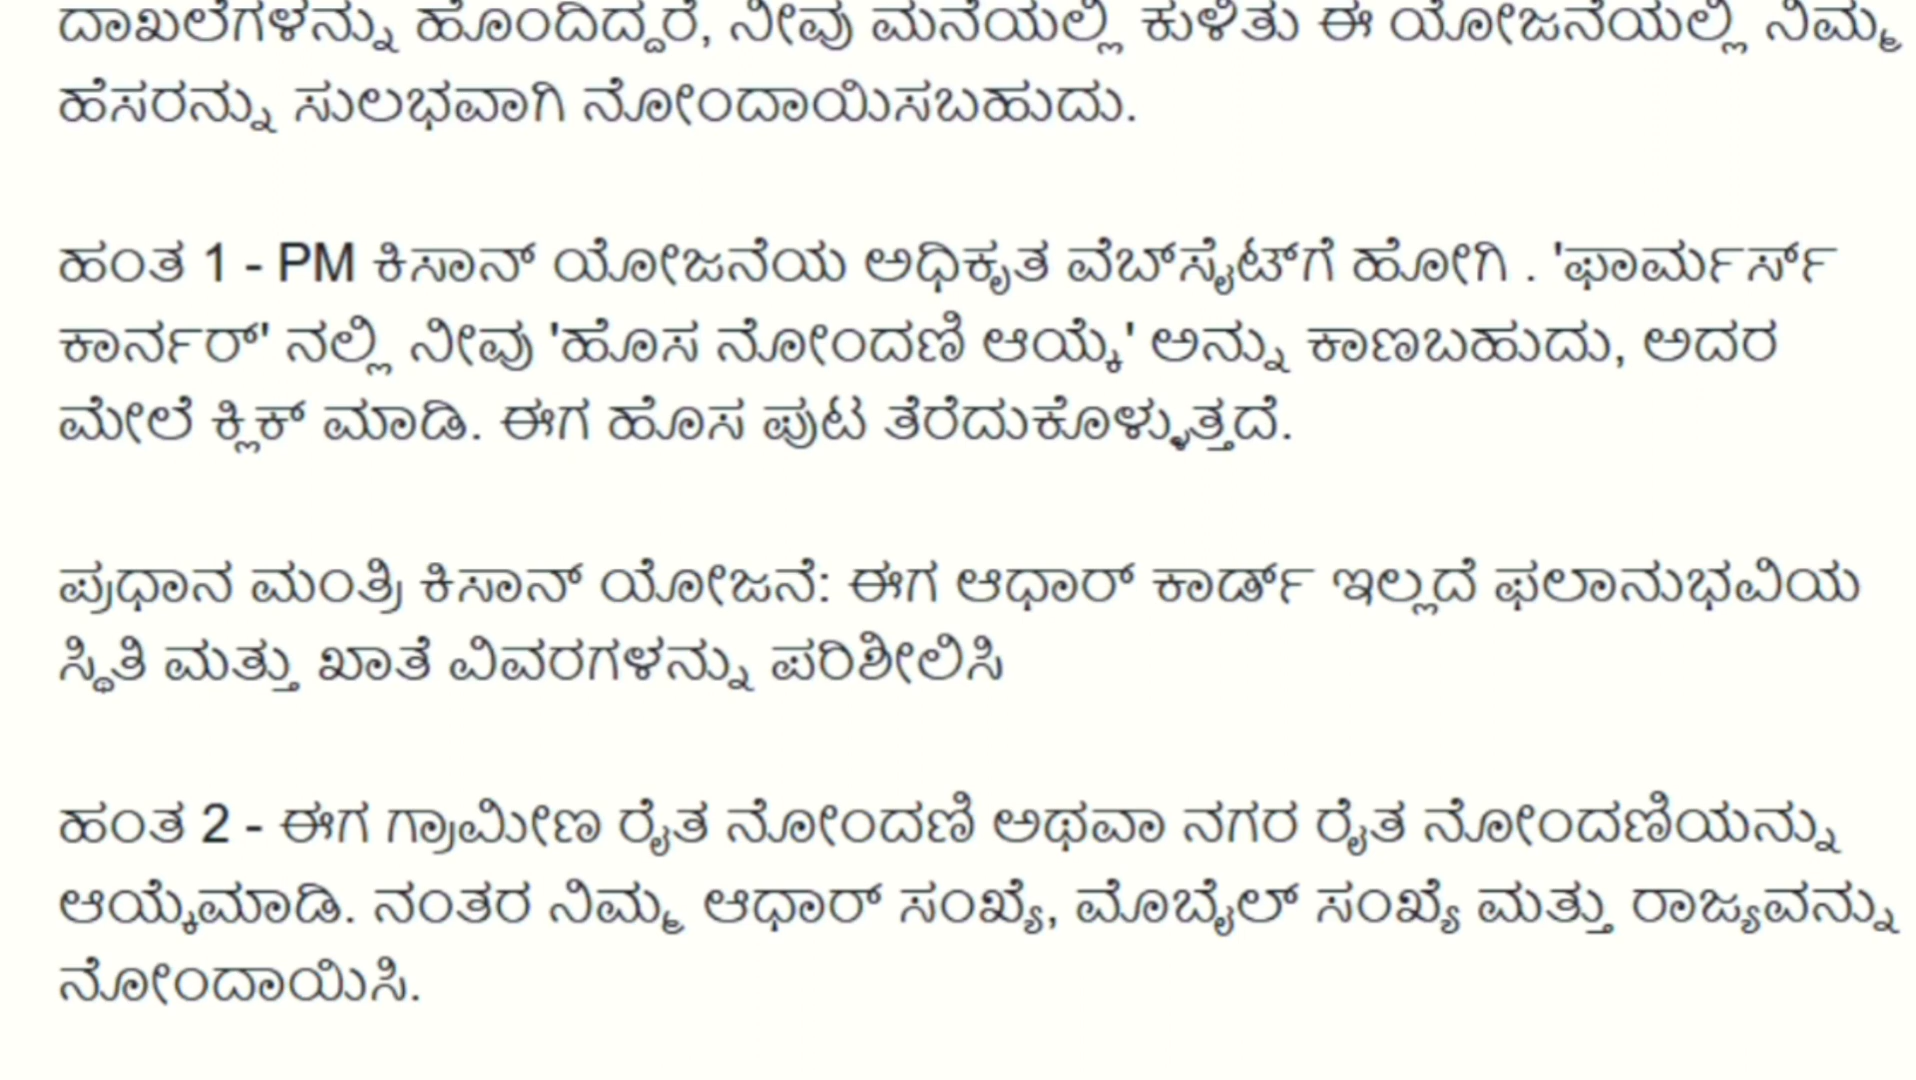 ದಾಖಲೆಗಳನ್ನು ಹೊಂದಿದ್ದರೆ, ನೀವು ಮನೆಯಲ್ಲಿ ಕುಳಿತು ಈ ಯೋಜನೆಯಲ್ಲಿ ನಿಮ್ಮ
ಹೆಸರನ್ನು ಸುಲಭವಾಗಿ ನೋಂದಾಯಿಸಬಹುದು.
ಹಂತ 1 - PM ಕಿಸಾನ್ ಯೋಜನೆಯ ಅಧಿಕೃತ ವೆಬ್‌ಸೈಟ್‌ಗೆ ಹೋಗಿ . 'ಫಾರ್ಮರ್ಸ್
ಕಾರ್ನರ್' ನಲ್ಲಿ ನೀವು 'ಹೊಸ ನೋಂದಣಿ ಆಯ್ಕೆ' ಅನ್ನು ಕಾಣಬಹುದು, ಅದರ
ಮೇಲೆ ಕ್ಲಿಕ್ ಮಾಡಿ. ಈಗ ಹೊಸ ಪುಟ ತೆರೆದುಕೊಳ್ಳುತ್ತದೆ.
ಪ್ರಧಾನ ಮಂತ್ರಿ ಕಿಸಾನ್ ಯೋಜನೆ: ಈಗ ಆಧಾರ್ ಕಾರ್ಡ್ ಇಲ್ಲದೆ ಫಲಾನುಭವಿಯ
ಸ್ಥಿತಿ ಮತ್ತು ಖಾತೆ ವಿವರಗಳನ್ನು ಪರಿಶೀಲಿಸಿ
ಹಂತ 2 - ಈಗ ಗ್ರಾಮೀಣ ರೈತ ನೋಂದಣಿ ಅಥವಾ ನಗರ ರೈತ ನೋಂದಣಿಯನ್ನು
ಆಯ್ಕೆಮಾಡಿ. ನಂತರ ನಿಮ್ಮ ಆಧಾರ್ ಸಂಖ್ಯೆ, ಮೊಬೈಲ್ ಸಂಖ್ಯೆ ಮತ್ತು ರಾಜ್ಯವನ್ನು
ನೋಂದಾಯಿಸಿ.